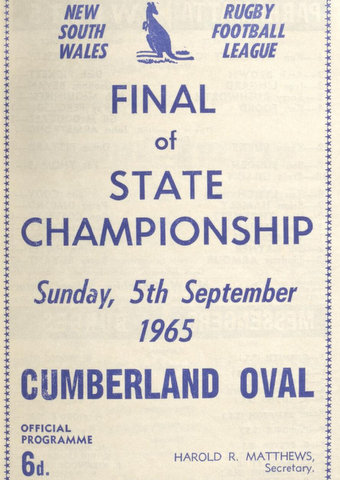 NEW
SOUTH
WALES
RUGBY
FOOTBALL
LEAGUE
FINAL
of
STATE
CHAMPIONSHIP
Sunday, 5th September
1965
CUMBERLAND OVAL
OFFICIAL
PROGRAMME
6d.
HAROLD R. MATTHEWS,
Secretary.